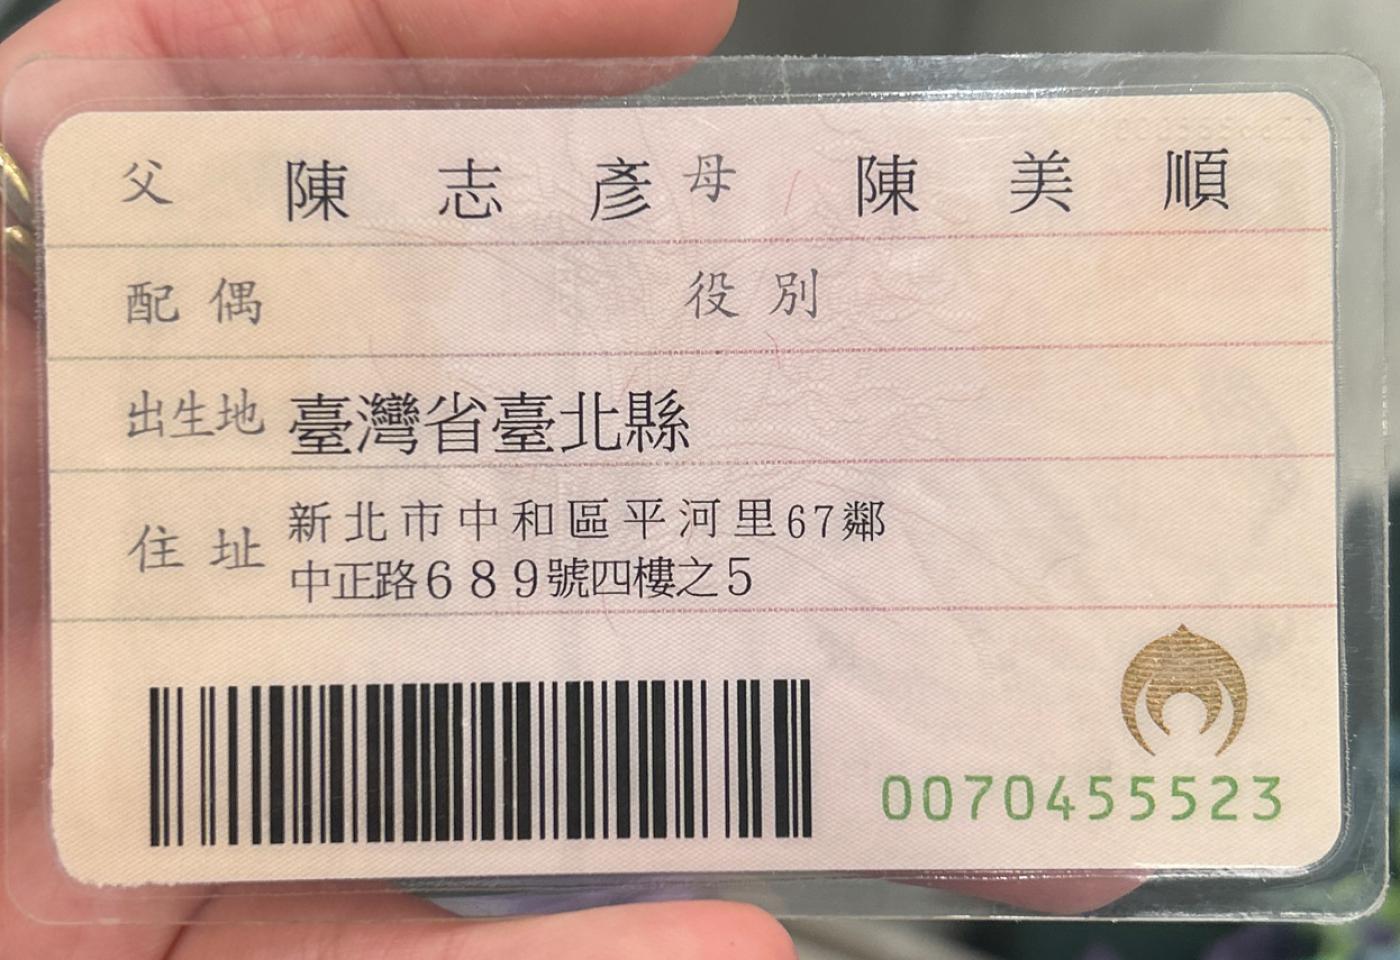 父 陳志彥 母 陳美順
配偶 役別
出生地 臺灣省臺北縣
住址 新北市中和區平河里67鄰
中正路689號四樓之5
0070455523